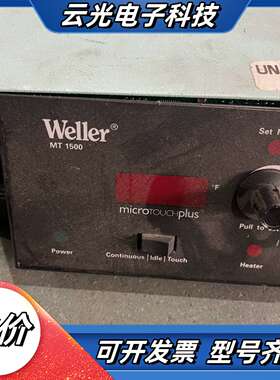 云光电子科技
UN
Weller®
MT 1500
Set
°F
microTOUCHplus
Pull to
Power
Continuous | Idle | Touch
Heater
价
可开发票 型号齐